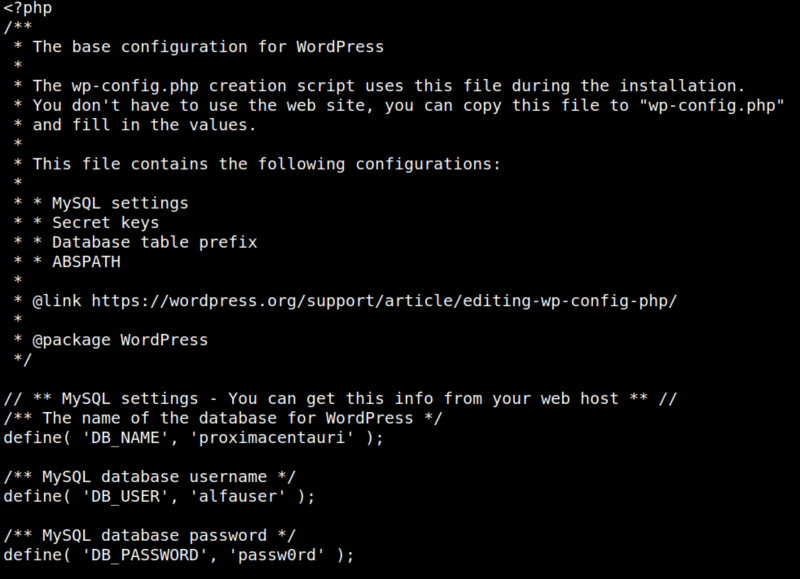 <?php
/**
 * The base configuration for WordPress
 *
 * The wp-config.php creation script uses this file during the installation.
 * You don't have to use the web site, you can copy this file to "wp-config.php"
 * and fill in the values.
 *
 * This file contains the following configurations:
 *
 * * MySQL settings
 * * Secret keys
 * * Database table prefix
 * * ABSPATH
 *
 * @link https://wordpress.org/support/article/editing-wp-config-php/
 *
 * @package WordPress
 */

// ** MySQL settings - You can get this info from your web host ** //
/** The name of the database for WordPress */
define( 'DB_NAME', 'proximacentauri' );

/** MySQL database username */
define( 'DB_USER', 'alfauser' );

/** MySQL database password */
define( 'DB_PASSWORD', 'passw0rd' );